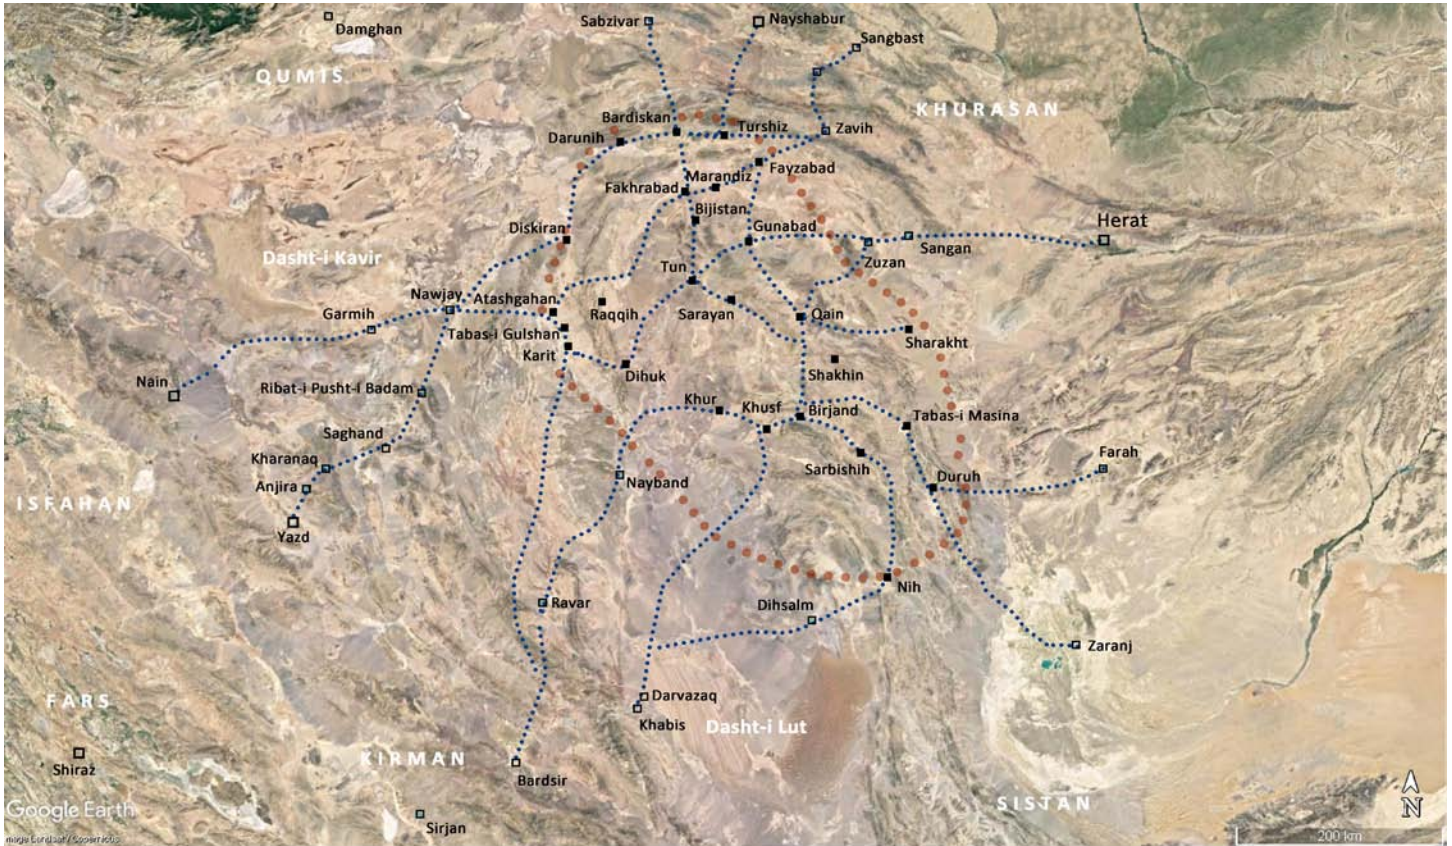 Sabzivar
Nayshabur
Damghan
Sangbast
QUMIS
KHURASAN
Bardiskan
Turshiz
Zavih
Darunih
Fayzabad
Marandiz
Fakhrabad
Bijistan
Herat
Diskiran
Gunabad
Sangan
Dasht-i Kavir
Zuzan
Tun
Nawjay
Atashgahan
Garmih
Raqqih
Sarayan
Qain
Tabas-i Gulshan
Sharakht
Karit
Dihuk
Shakhin
Nain
Ribat-i Pusht-i Badam
Khur
Khusf
Birjand
Tabas-i Masina
Saghand
Kharanaq
Sarbishih
Farah
Anjira
Nayband
Duruh
ISFAHAN
Yazd
Nih
Ravar
Dihsalm
Zaranj
Darvazaq
FARS
Khabis
Dasht-i Lut
KIRMAN
Shiraz
Bardsir
SISTAN
N
Google Earth
Sirjan
200 km
mage Landsat / Copernicus